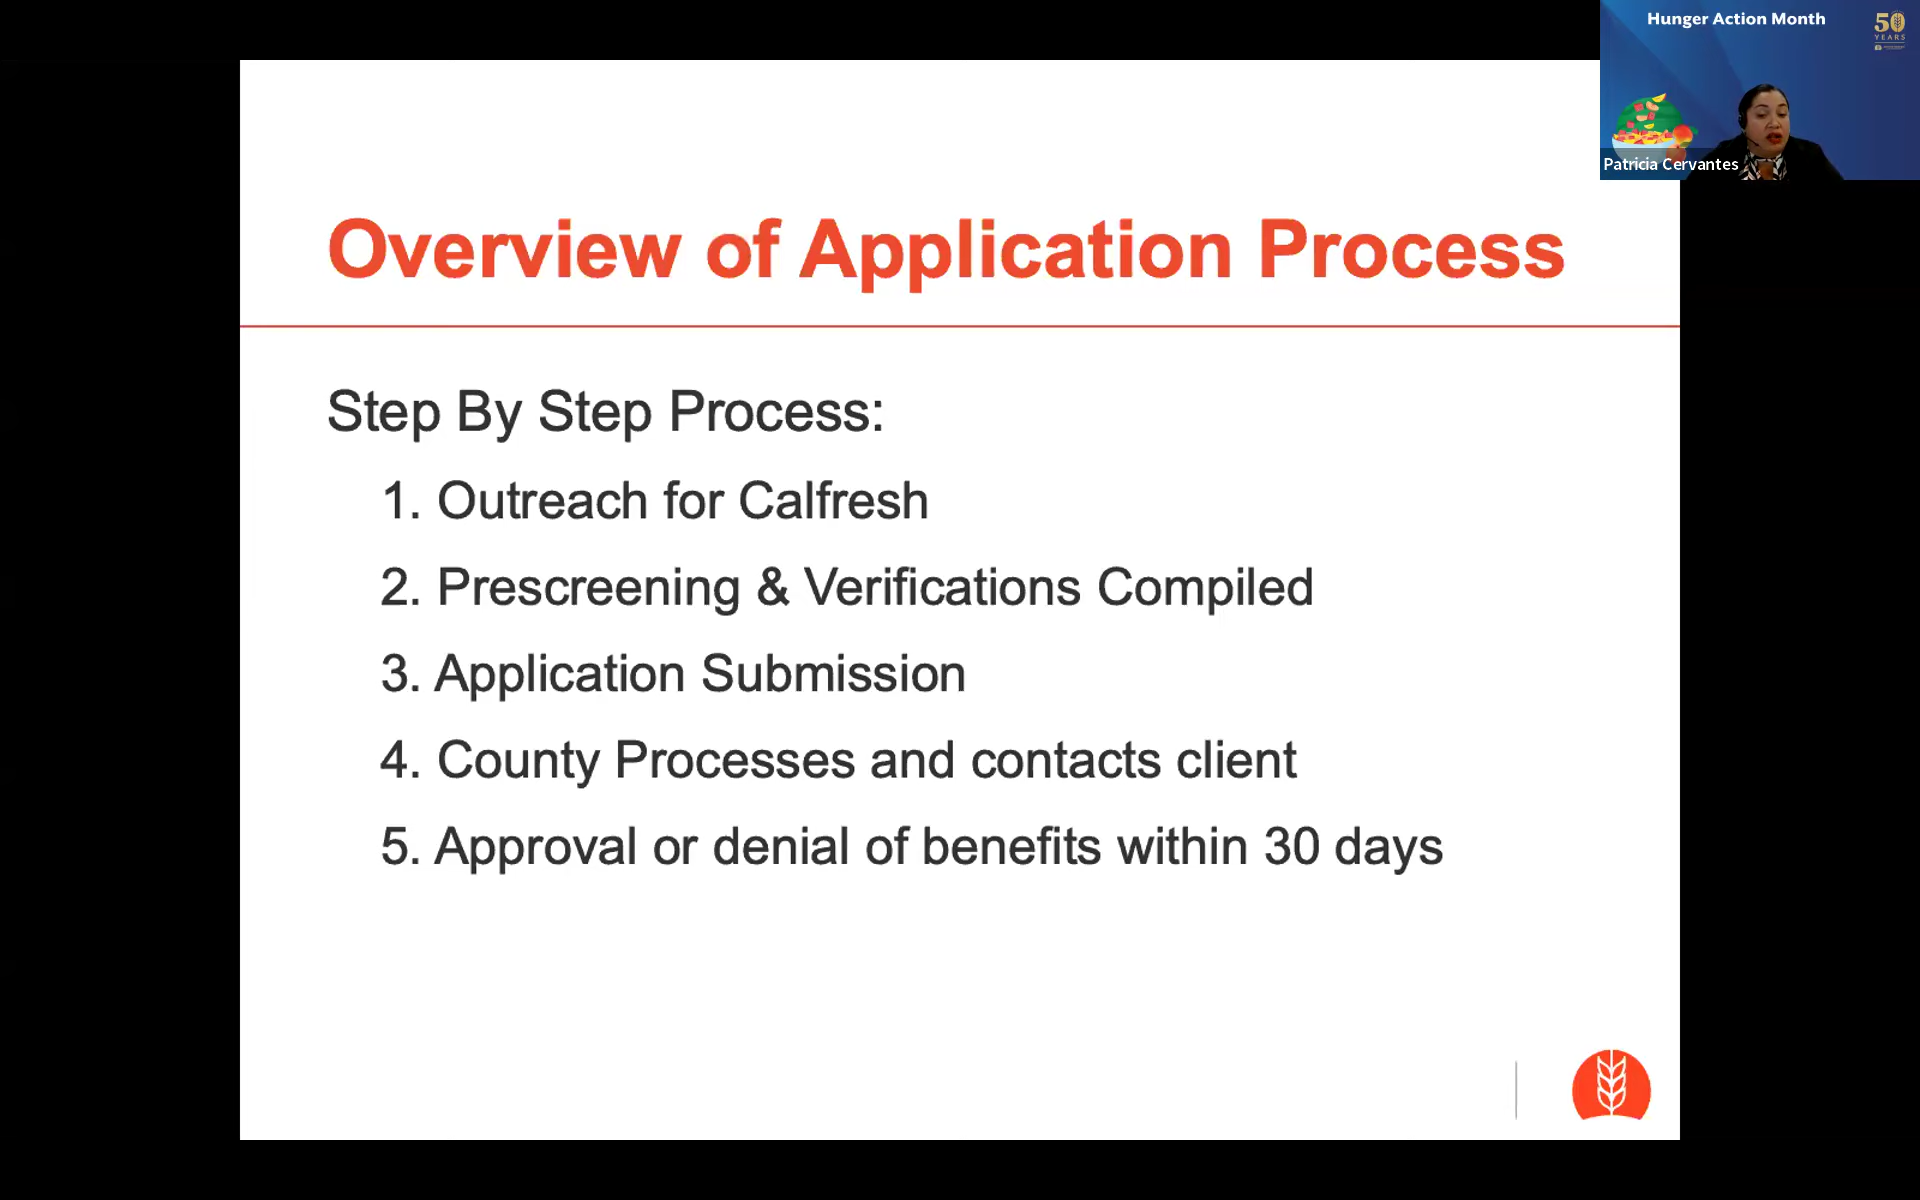 Hunger Action Month
50
YEARS
Patricia Cervantes
Overview of Application Process
Step By Step Process:
1. Outreach for Calfresh
2. Prescreening & Verifications Compiled
3. Application Submission
4. County Processes and contacts client
5. Approval or denial of benefits within 30 days